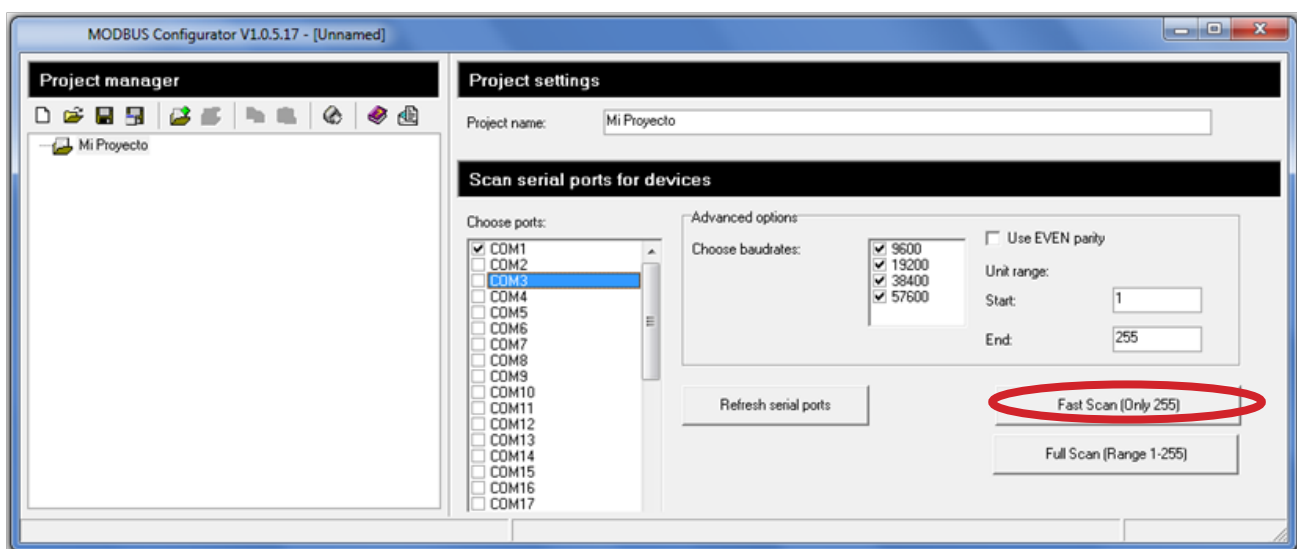 MODBUS Configurator V1.0.5.17 - [Unnamed]
Project manager
Mi Proyecto
Project settings
Project name:
Mi Proyecto
Scan serial ports for devices
Choose ports:
COM1
COM2
COM3
COM4
COM5
COM6
COM7
COM8
COM9
COM10
COM11
COM12
COM13
COM14
COM15
COM16
COM17
Advanced options
Choose baudrates:
9600
19200
38400
57600
Use EVEN parity
Unit range:
Start:
1
End:
255
Refresh serial ports
Fast Scan (Only 255)
Full Scan (Range 1-255)